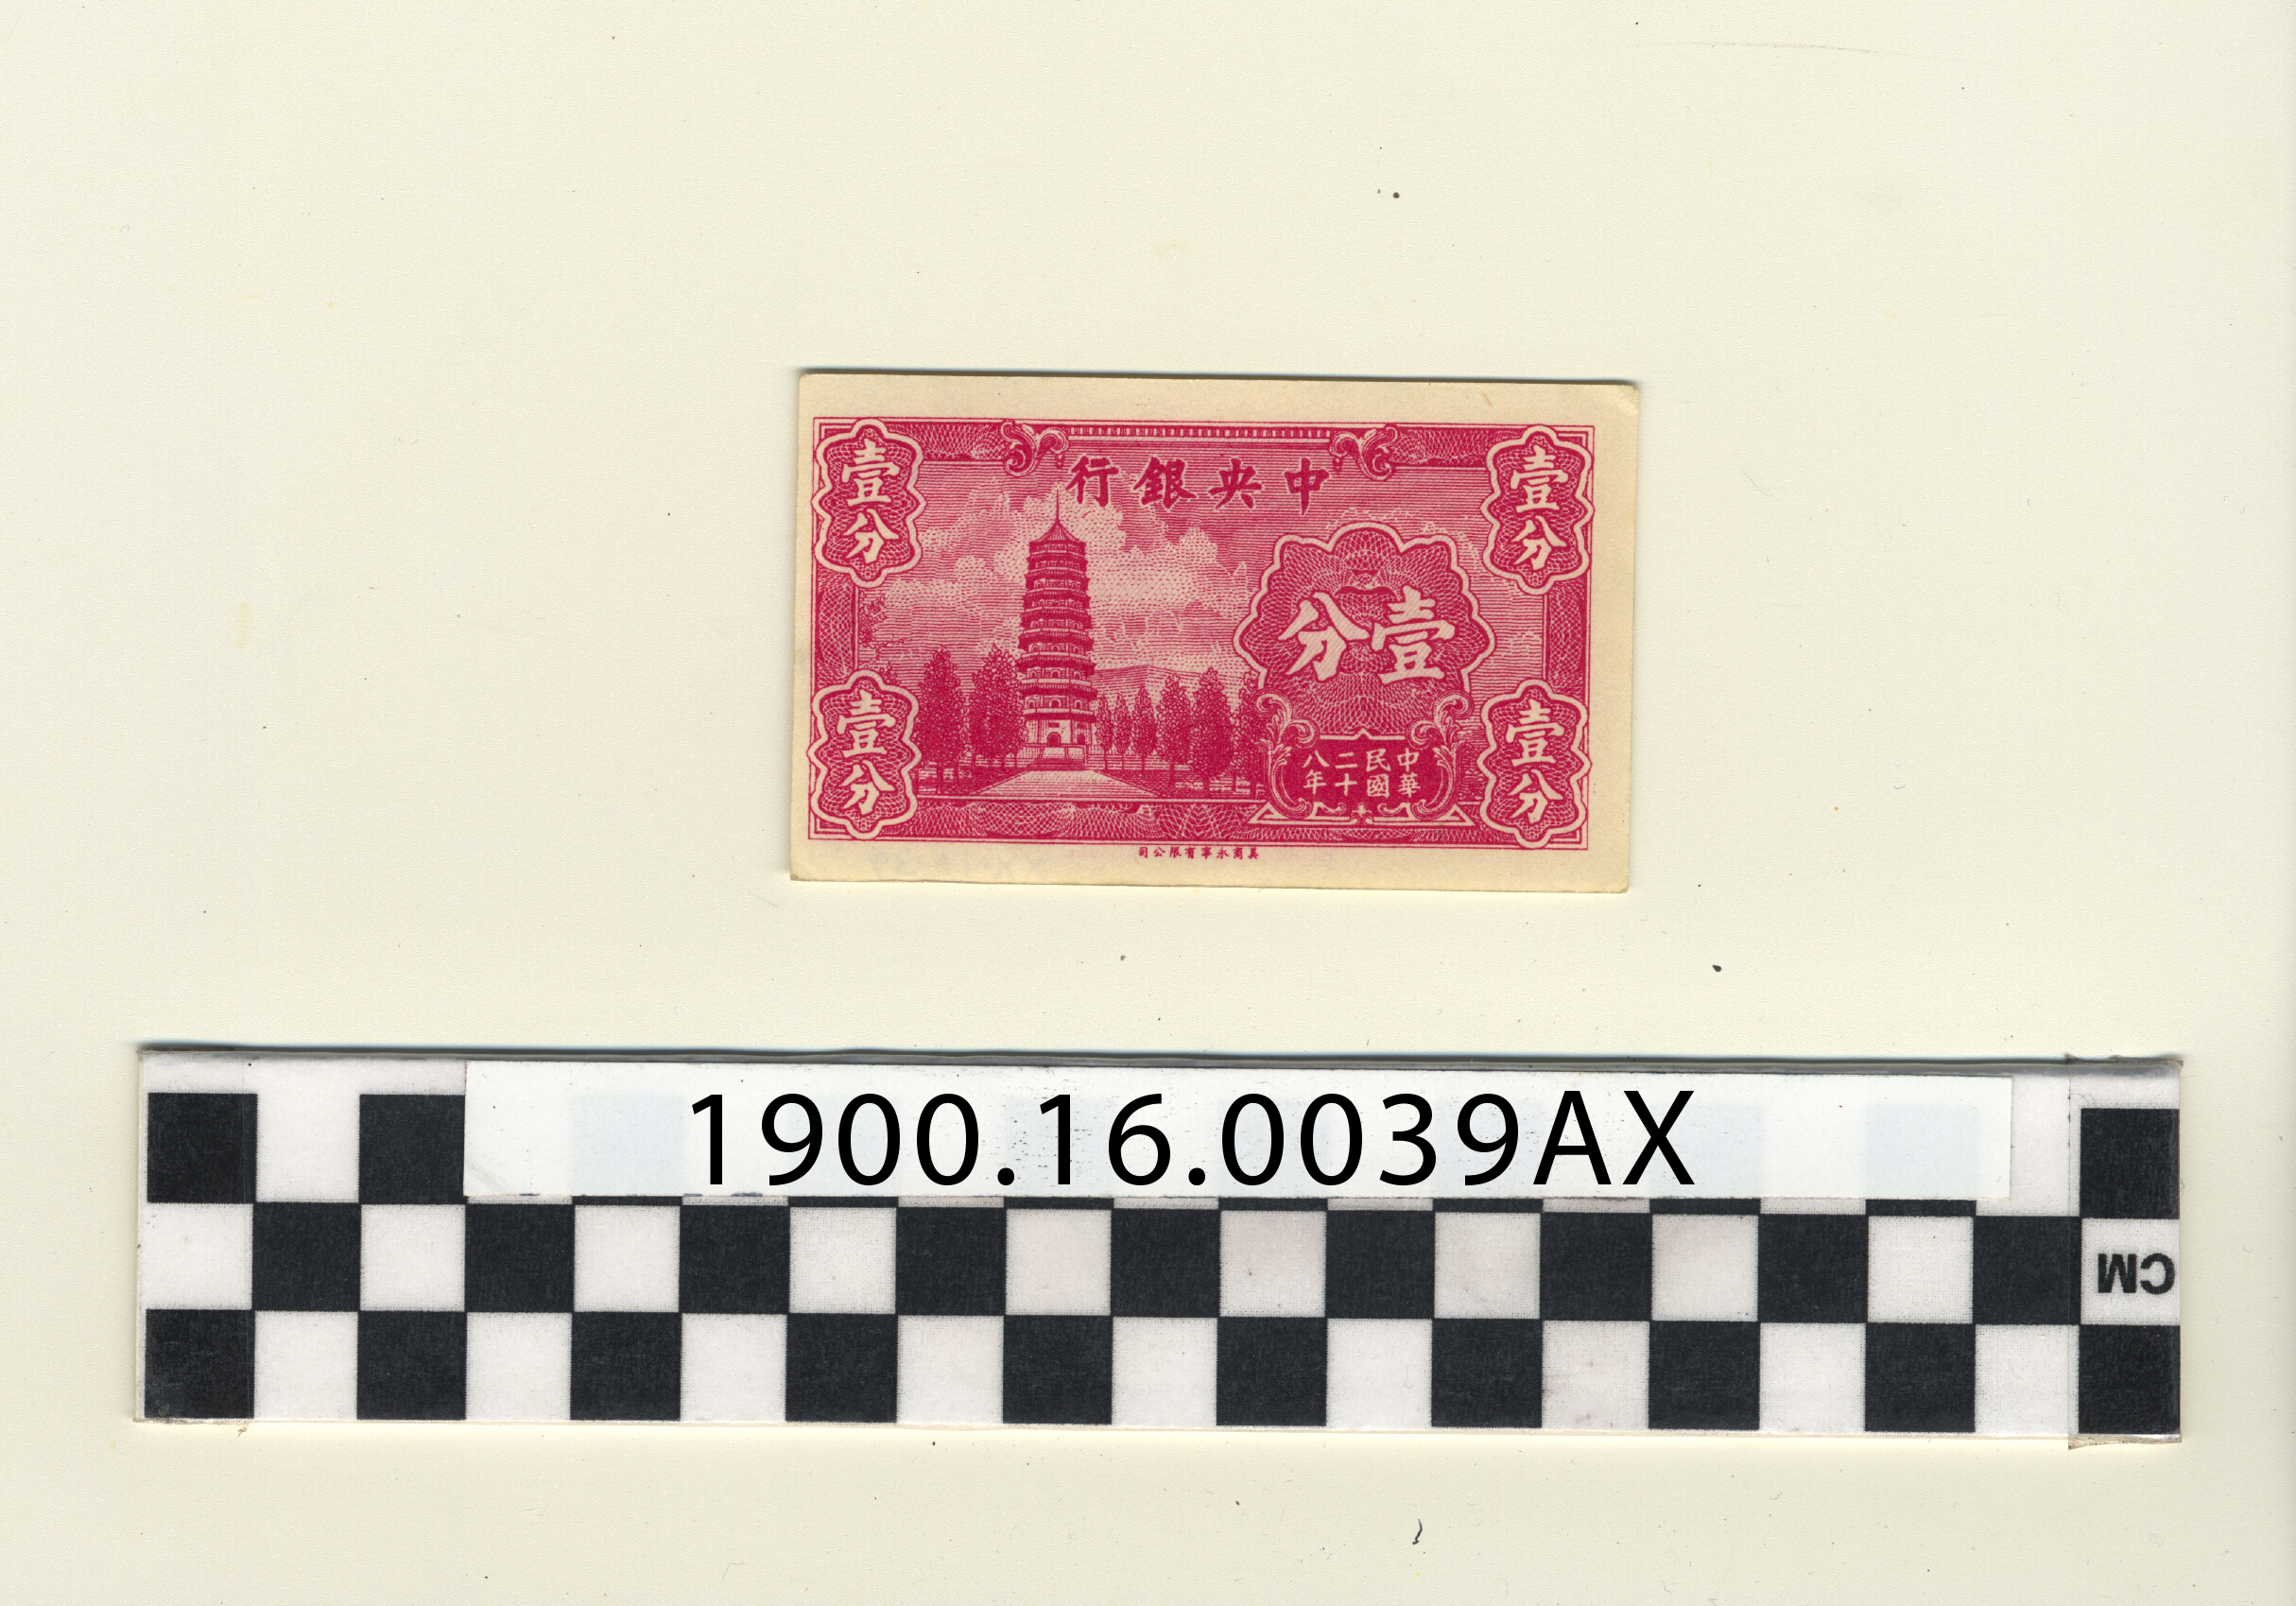 中央銀行
壹分
壹分
壹分
中華民國二十八年
壹分
壹分
美商永寧有限公司
1900.16.0039AX
CM